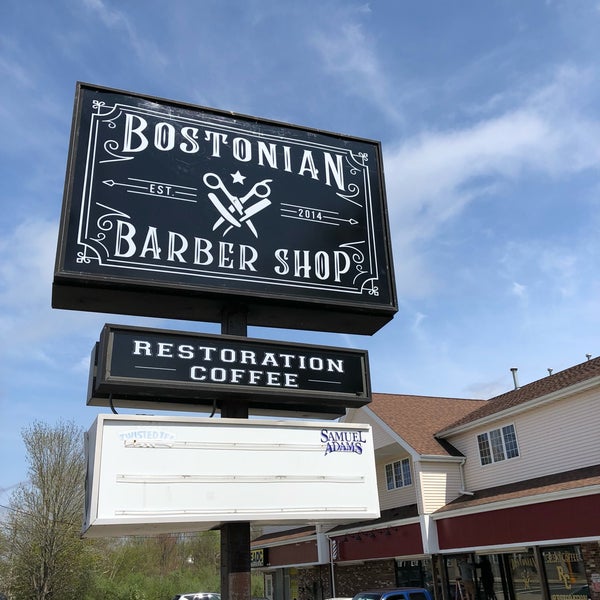 BOSTONIAN
EST. 2014
BARBER SHOP
RESTORATION
COFFEE
TWISTED TEA
SAMUEL
ADAMS